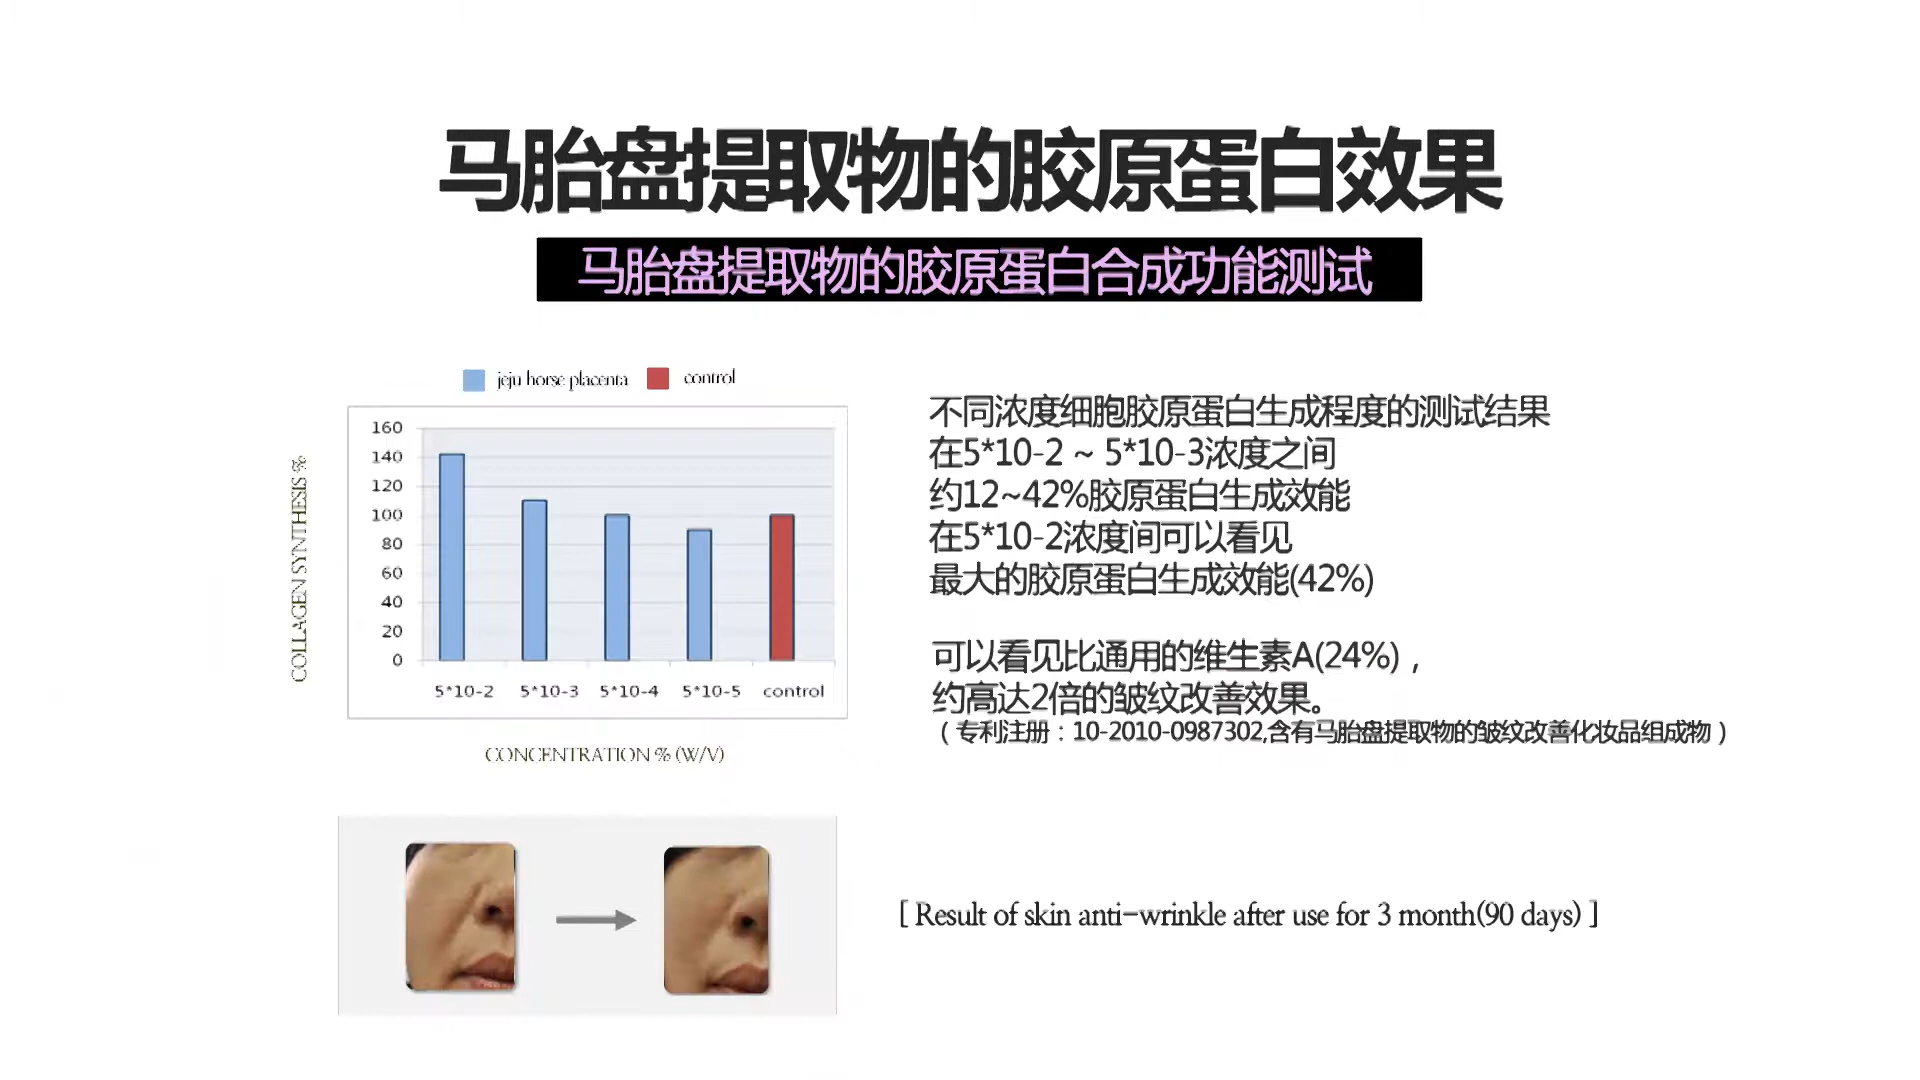 马胎盘提取物的胶原蛋白效果
马胎盘提取物的胶原蛋白合成功能测试
jeju horse placenta
control
COLLAGEN SYNTHESIS %
160
140
120
100
80
60
40
20
0
5*10-2 5*10-3 5*10-4 5*10-5 control
CONCENTRATION % (W/V)
不同浓度细胞胶原蛋白生成程度的测试结果
在5*10-2 ~ 5*10-3浓度之间
约12~42%胶原蛋白生成效能
在5*10-2浓度间可以看见
最大的胶原蛋白生成效能(42%)
可以看见比通用的维生素A(24%)，
约高达2倍的皱纹改善效果。
（专利注册：10-2010-0987302,含有马胎盘提取物的皱纹改善化妆品组成物）
[ Result of skin anti-wrinkle after use for 3 month(90 days) ]